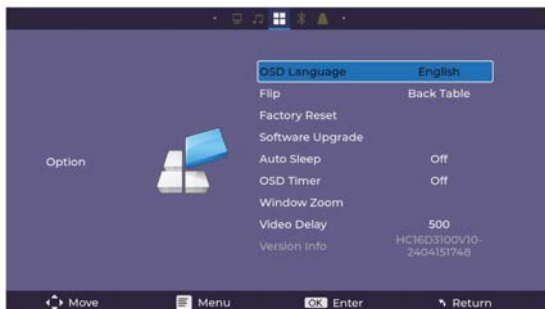 OSD Language English
Flip Back Table
Factory Reset
Software Upgrade
Option
Auto Sleep Off
OSD Timer Off
Window Zoom
Video Delay 500
Version Info HC16D3100V10-
2404151748
Move Menu OK Enter Return